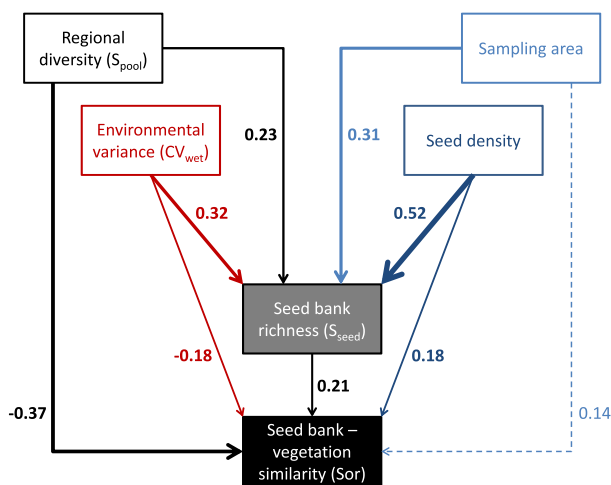 Regional
diversity (Spool)
Sampling area
Environmental
variance (CVwet)
Seed density
0.23
0.31
0.32
0.52
Seed bank
richness (Sseed)
-0.18
0.18
0.21
-0.37
0.14
Seed bank –
vegetation
similarity (Sor)